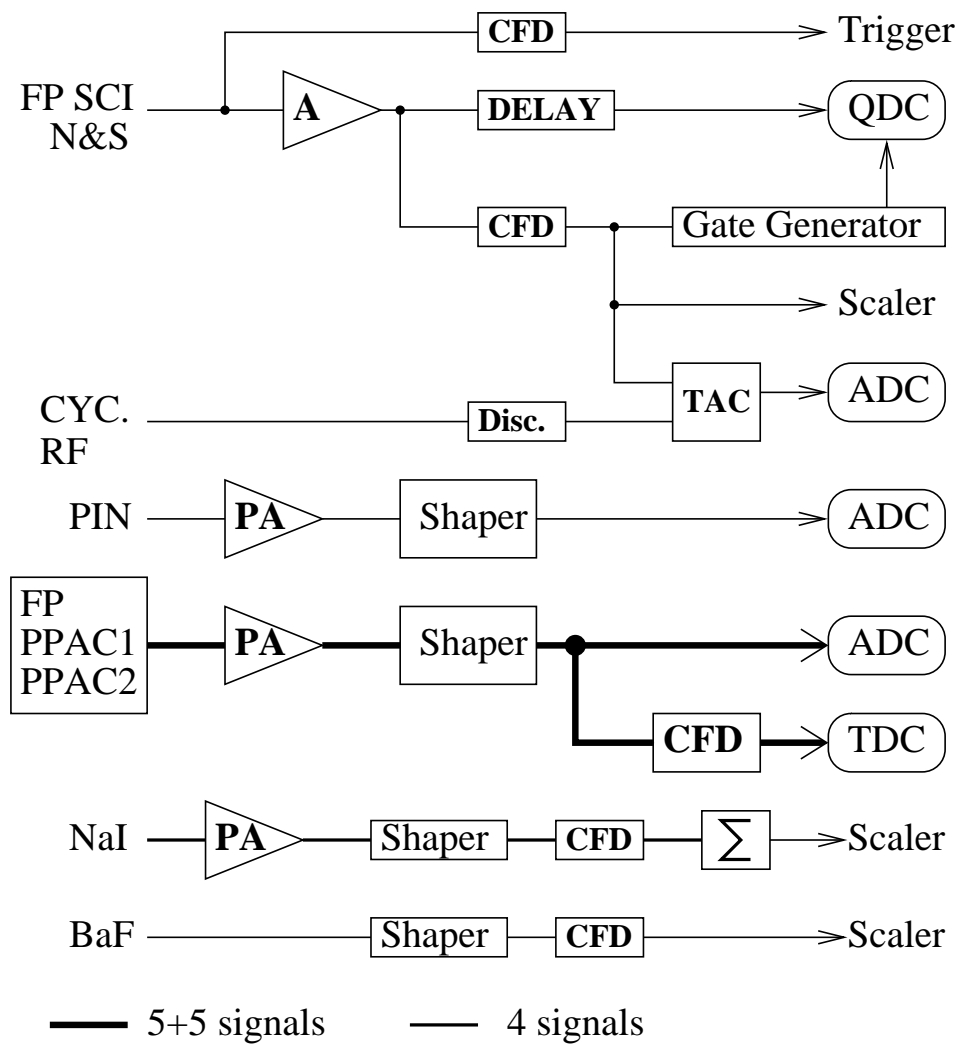 CFD
Trigger
FP SCI
N&S
A
DELAY
QDC
CFD
Gate Generator
Scaler
CYC.
RF
Disc.
TAC
ADC
PIN
PA
Shaper
ADC
FP
PPAC1
PPAC2
PA
Shaper
ADC
CFD
TDC
NaI
PA
Shaper
CFD
∑
Scaler
BaF
Shaper
CFD
Scaler
5+5 signals
4 signals